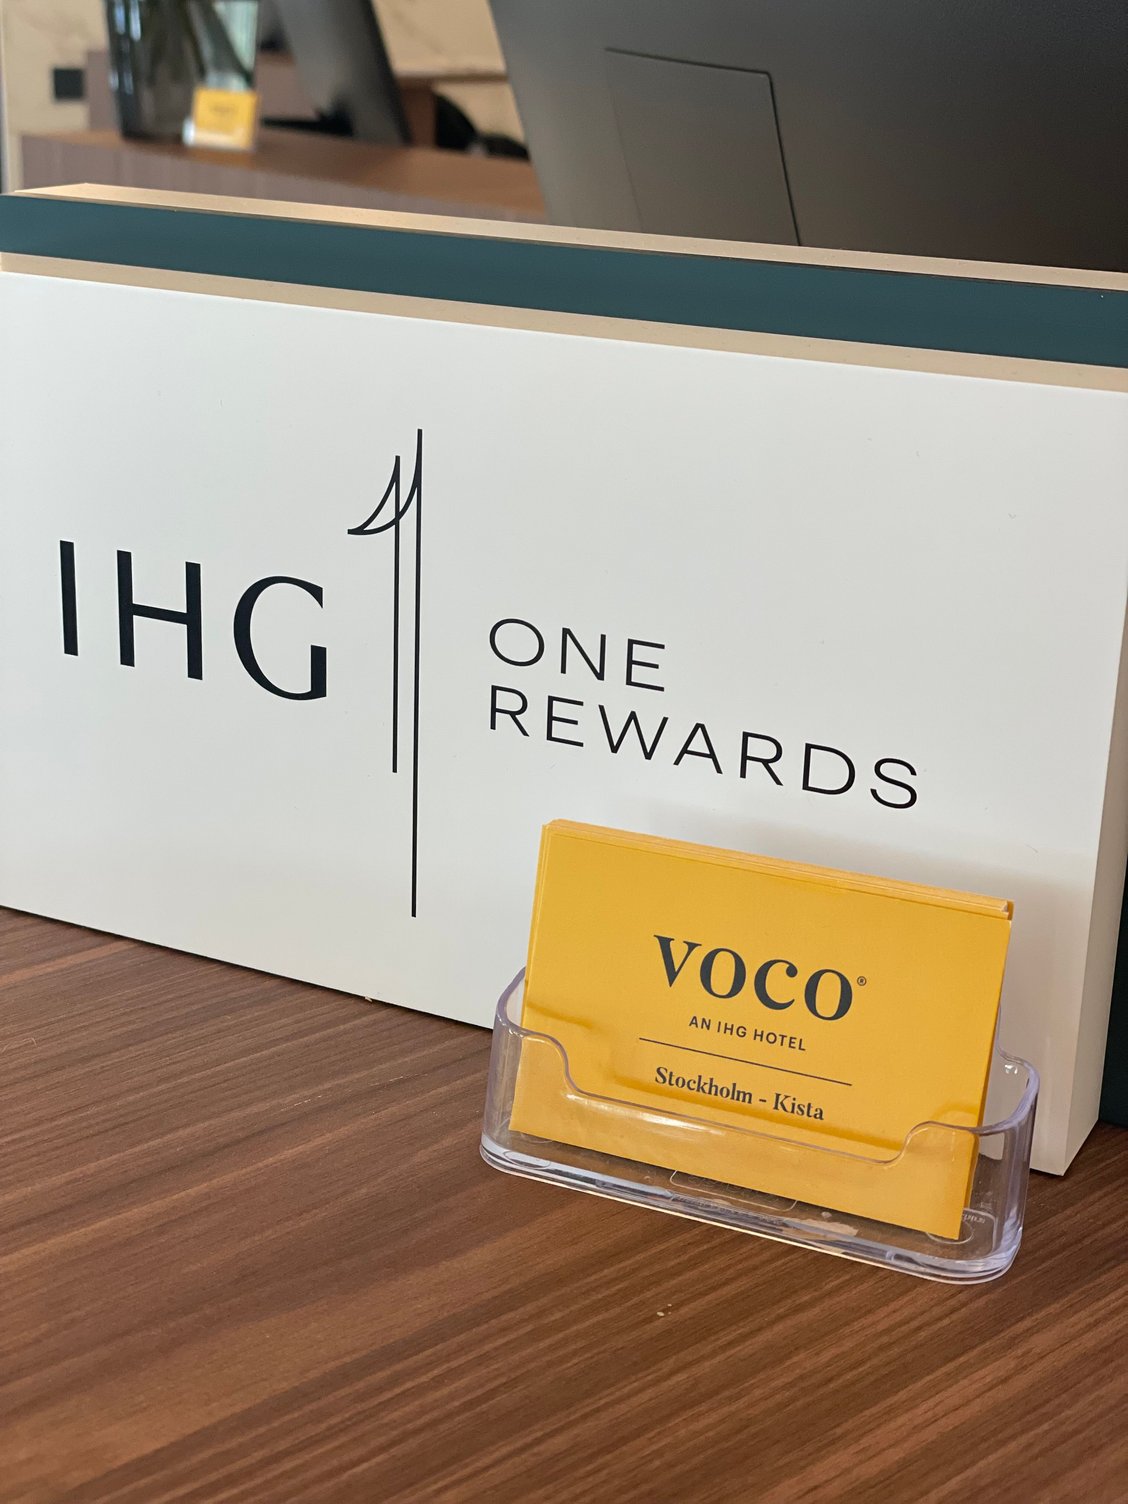 IHG
ONE
REWARDS
voco®
AN IHG HOTEL
Stockholm - Kista